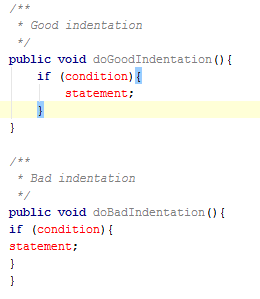 /**
 * Good indentation
 */
public void doGoodIndentation(){
    if (condition){
        statement;
    }
}

/**
 * Bad indentation
 */
public void doBadIndentation(){
if (condition){
statement;
}
}